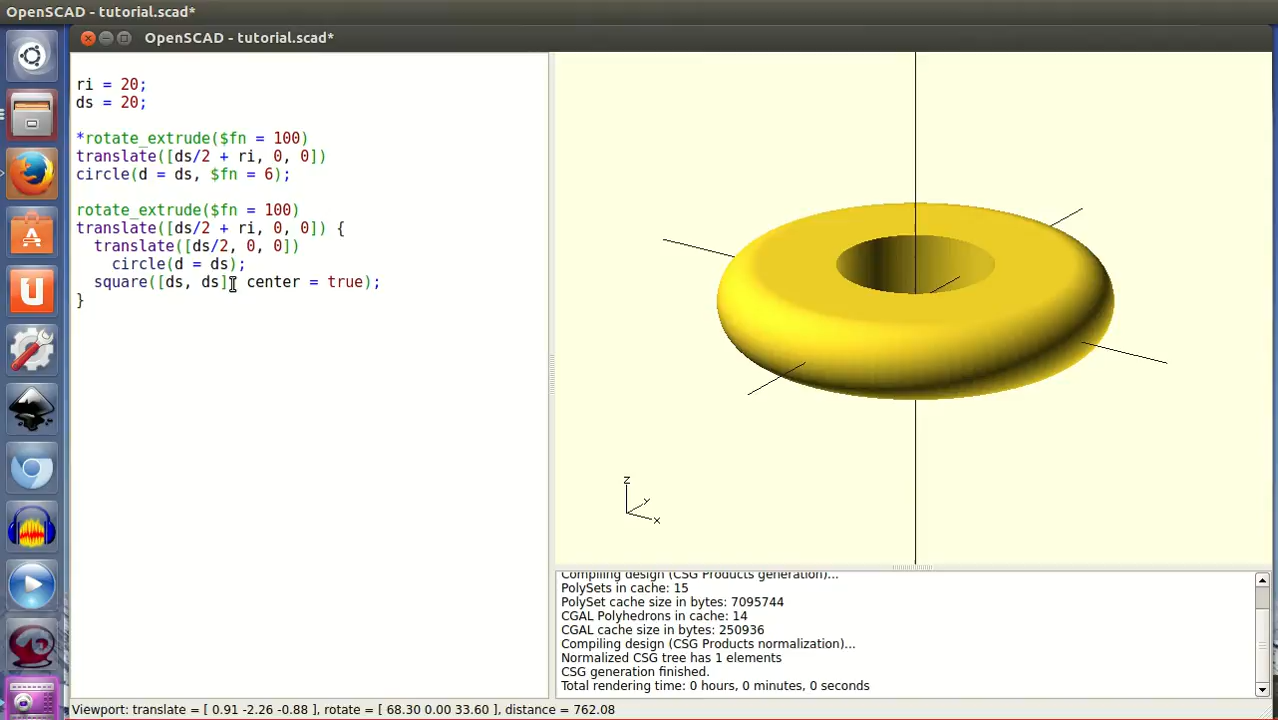 OpenSCAD - tutorial.scad*
OpenSCAD - tutorial.scad*
ri = 20;
ds = 20;
*rotate_extrude($fn = 100)
translate([ds/2 + ri, 0, 0])
circle(d = ds, $fn = 6);
rotate_extrude($fn = 100)
translate([ds/2 + ri, 0, 0]) {
translate([ds/2, 0, 0])
circle(d = ds);
square([ds, ds], center = true);
}
z
y
x
Compiling design (CSG Products generation)...
PolySets in cache: 15
PolySet cache size in bytes: 7095744
CGAL Polyhedrons in cache: 14
CGAL cache size in bytes: 250936
Compiling design (CSG Products normalization)...
Normalized CSG tree has 1 elements
CSG generation finished.
Total rendering time: 0 hours, 0 minutes, 0 seconds
Viewport: translate = [ 0.91 -2.26 -0.88 ], rotate = [ 68.30 0.00 33.60 ], distance = 762.08